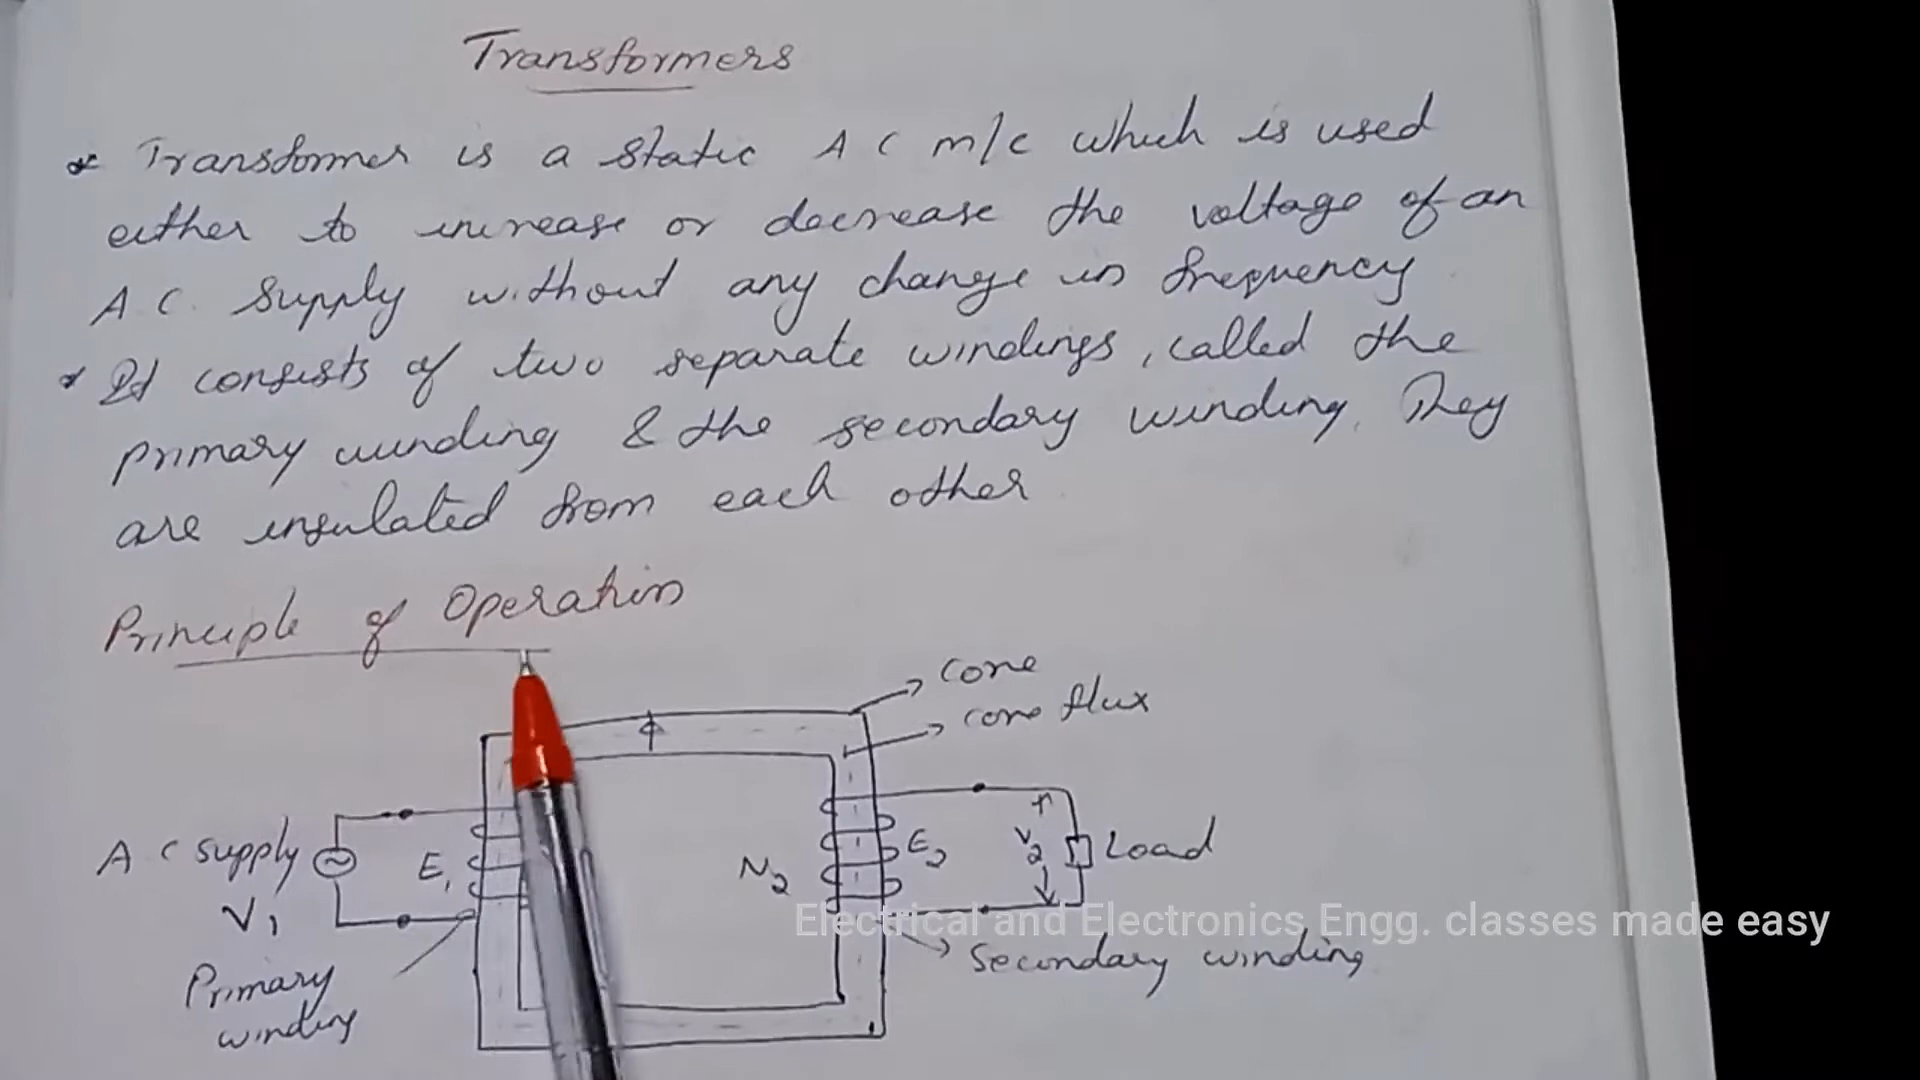 Transformers
* Transformer is a static A C m/c which is used
either to increase or decrease the voltage of an
A.C. Supply without any change in frequency
* It consists of two separate windings, called the
primary winding & the secondary winding. They
are insulated from each other
Principle of Operation
core
core flux
ϕ
A C supply
V1
E1
N2
E2
+
V2
Load
Electrical and Electronics Engg. classes made easy
Secondary winding
Primary
winding